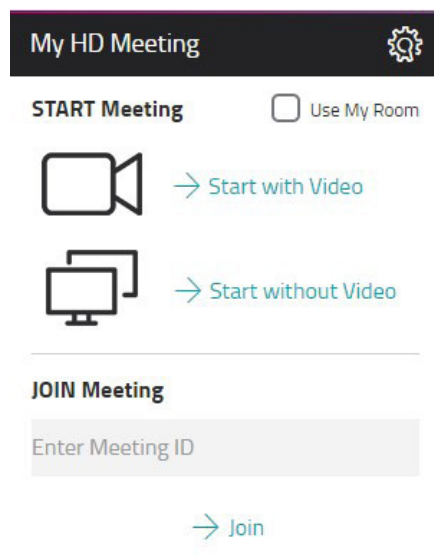 My HD Meeting
START Meeting
Use My Room
Start with Video
Start without Video
JOIN Meeting
Enter Meeting ID
Join